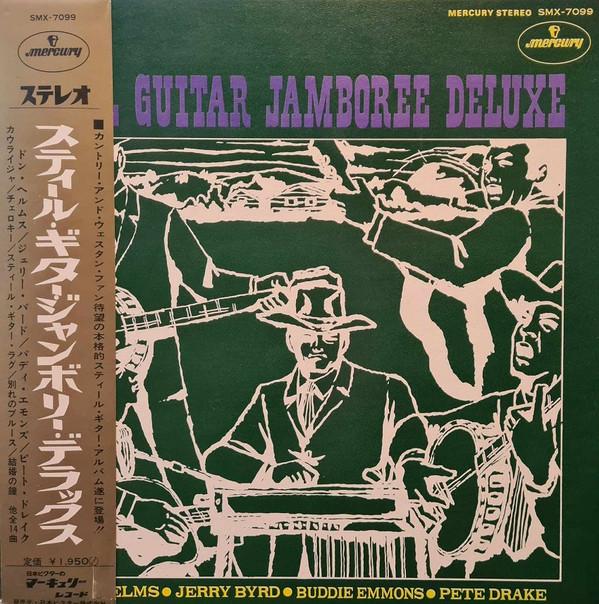 SMX-7099
mercury
ステレオ
■カントリー・アンド・ウェスタン・ファン待望の本格的スティール・ギター・アルバム遂に登場!!
スティール・ギター・ジャンボリー・デラックス
ドン・ヘルムス/ジェリー・バード/バディ・エモンズ/ピート・ドレイク
カウライジャ/チェロキー/スティール・ギター・ラグ/別れのブルース/結婚の鐘 他全14曲
定価 ¥1,950
日本ビクターの
マーキュリー
レコード
MERCURY STEREO SMX-7099
mercury
L GUITAR JAMBOREE DELUXE
ELMS • JERRY BYRD • BUDDIE EMMONS • PETE DRAKE